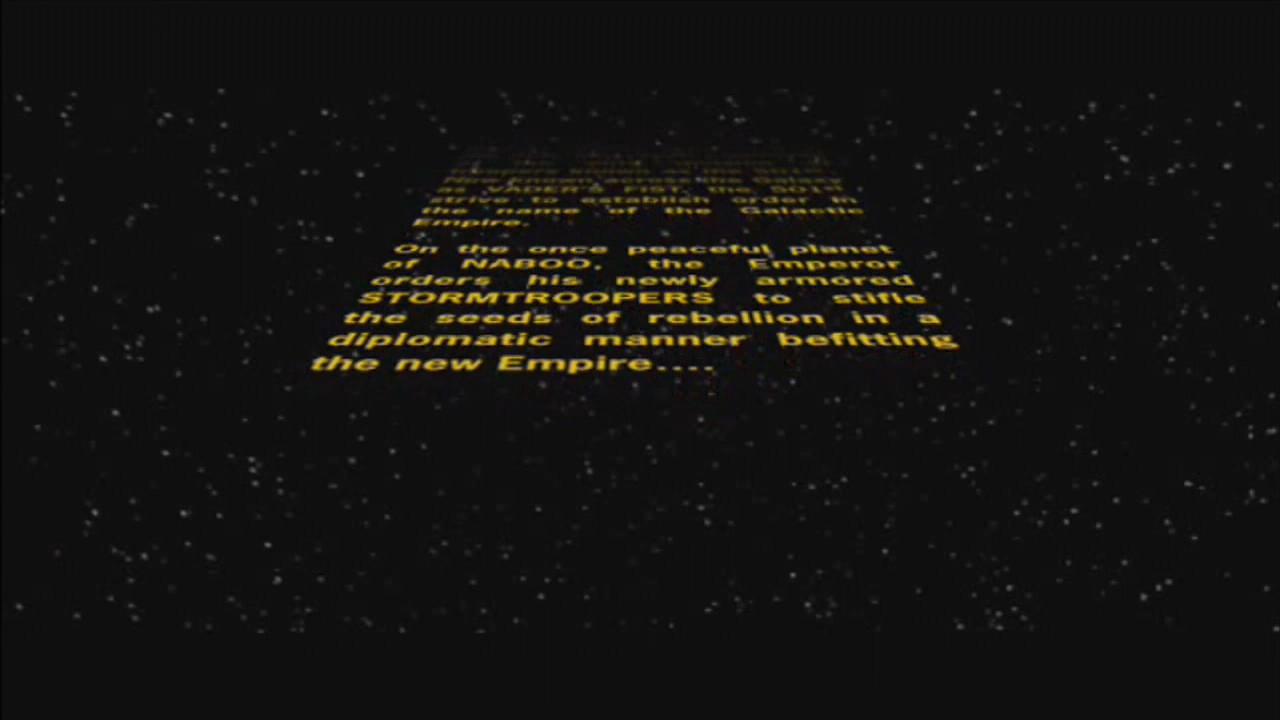 Now known across the Galaxy
as VADER'S FIST, the 501st
strive to establish order in
the name of the Galactic
Empire.
On the once peaceful planet
of NABOO, the Emperor
orders his newly armored
STORMTROOPERS to stifle
the seeds of rebellion in a
diplomatic manner befitting
the new Empire....